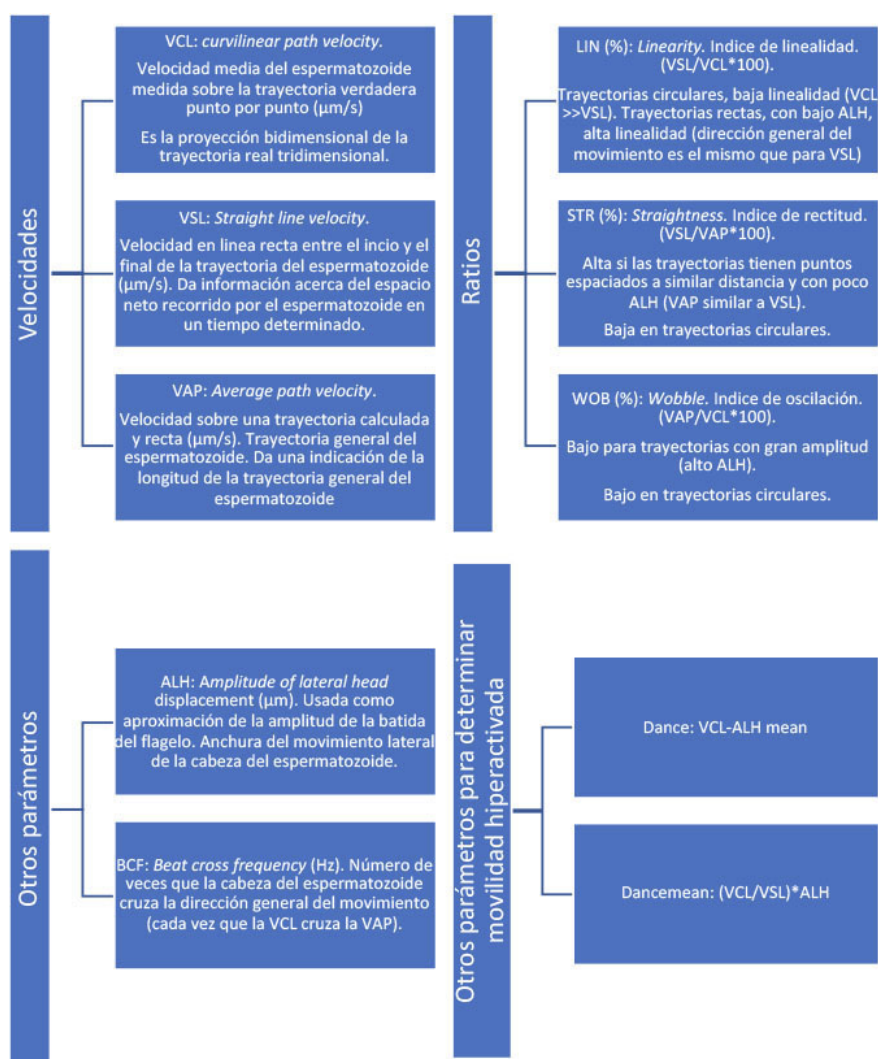 Velocidades
VCL: curvilinear path velocity.
Velocidad media del espermatozoide
medida sobre la trayectoria verdadera
punto por punto (µm/s)
Es la proyección bidimensional de la
trayectoria real tridimensional.
VSL: Straight line velocity.
Velocidad en linea recta entre el incio y el
final de la trayectoria del espermatozoide
(µm/s). Da información acerca del espacio
neto recorrido por el espermatozoide en
un tiempo determinado.
VAP: Average path velocity.
Velocidad sobre una trayectoria calculada
y recta (µm/s). Trayectoria general del
espermatozoide. Da una indicación de la
longitud de la trayectoria general del
espermatozoide
Ratios
LIN (%): Linearity. Indice de linealidad.
(VSL/VCL*100).
Trayectorias circulares, baja linealidad (VCL
>>VSL). Trayectorias rectas, con bajo ALH,
alta linealidad (dirección general del
movimiento es el mismo que para VSL)
STR (%): Straightness. Indice de rectitud.
(VSL/VAP*100).
Alta si las trayectorias tienen puntos
espaciados a similar distancia y con poco
ALH (VAP similar a VSL).
Baja en trayectorias circulares.
WOB (%): Wobble. Indice de oscilación.
(VAP/VCL*100).
Bajo para trayectorias con gran amplitud
(alto ALH).
Bajo en trayectorias circulares.
Otros parámetros
ALH: Amplitude of lateral head
displacement (µm). Usada como
aproximación de la amplitud de la batida
del flagelo. Anchura del movimiento lateral
de la cabeza del espermatozoide.
BCF: Beat cross frequency (Hz). Número de
veces que la cabeza del espermatozoide
cruza la dirección general del movimiento
(cada vez que la VCL cruza la VAP).
Otros parámetros para determinar
movilidad hiperactivada
Dance: VCL-ALH mean
Dancemean: (VCL/VSL)*ALH